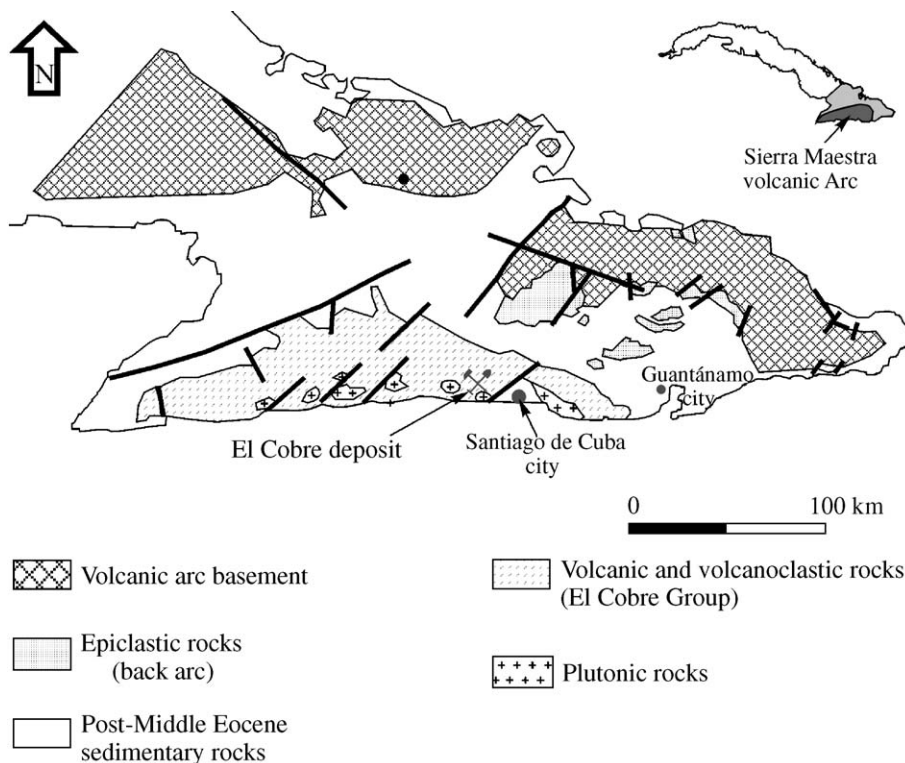 N
Sierra Maestra
volcanic Arc
Guantánamo
city
El Cobre deposit
Santiago de Cuba
city
0
100 km
Volcanic arc basement
Volcanic and volcanoclastic rocks
(El Cobre Group)
Epiclastic rocks
(back arc)
Plutonic rocks
Post-Middle Eocene
sedimentary rocks